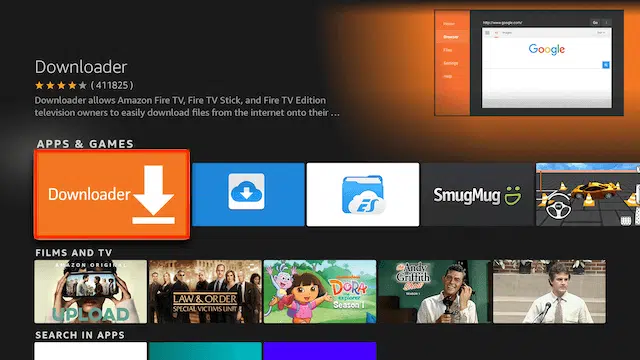 Downloader
(411825)
Downloader allows Amazon Fire TV, Fire TV Stick, and Fire TV Edition
television owners to easily download files from the internet onto their ...
Home
Browser
Files
Settings
Help
http://www.google.com/
Go
Google
APPS & GAMES
Downloader
ES
SmugMug
FILMS AND TV
AMAZON ORIGINAL
UPLOAD
LAW & ORDER
SPECIAL VICTIMS UNIT
DORA
the explorer
Season 1
The
Andy
Griffith
Show
SEASON 1
SEARCH IN APPS